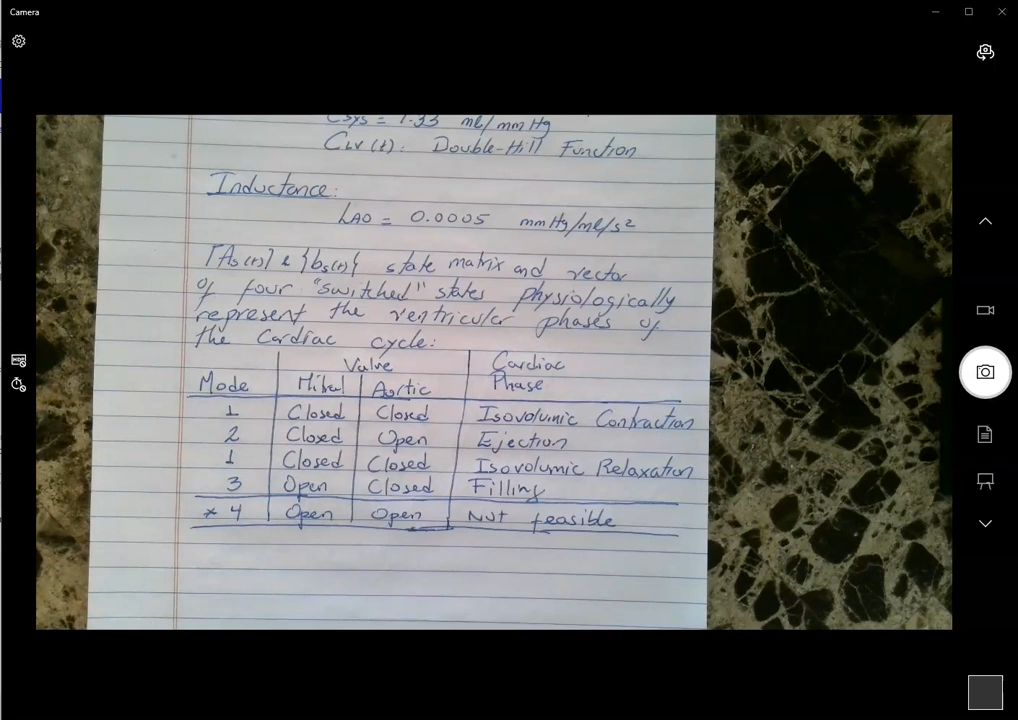 Camera
Csys = 1.33 ml/mmHg
CLV(t): Double-Hill Function
Inductance:
LAO = 0.0005 mmHg/ml/s²
[As(t)] & {bs(t)} state matrix and vector
of four "switched" states physiologically
represent the ventricular phases of
the Cardiac cycle:
Valve Cardiac
Mode Mitral Aortic Phase
1 Closed Closed Isovolumic Contraction
2 Closed Open Ejection
1 Closed Closed Isovolumic Relaxation
3 Open Closed Filling
* 4 Open Open Not feasible